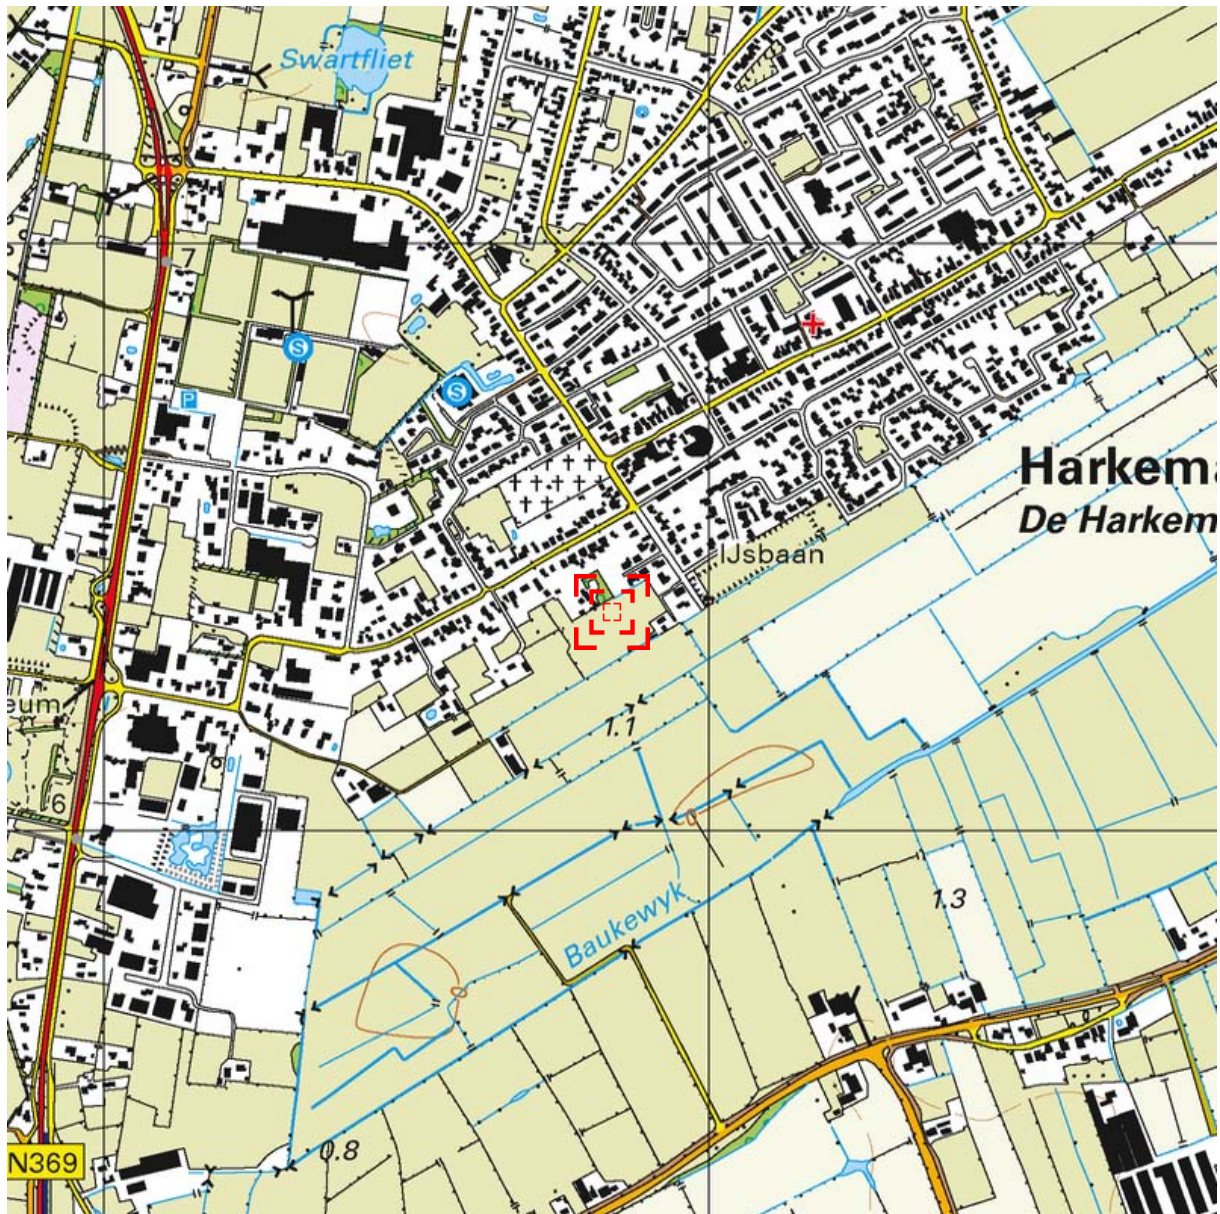 Swartfliet
7
S
S
P
Harkema
De Harkem
IJsbaan
eum
1.1
6
1.3
Baukewyk
0.8
N369